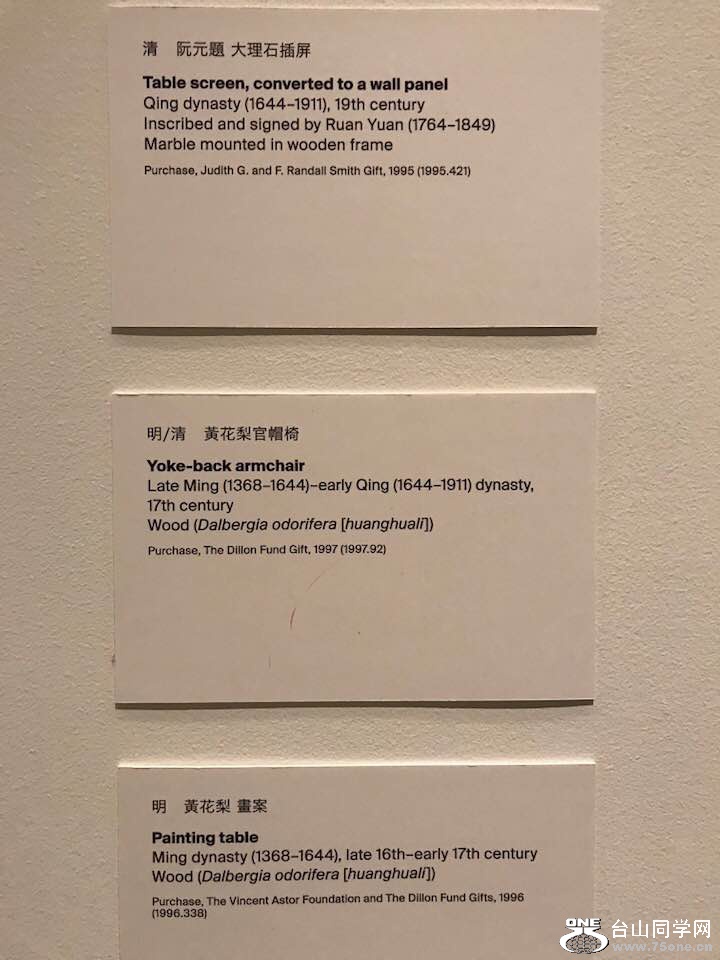 清　阮元題 大理石插屏
Table screen, converted to a wall panel
Qing dynasty (1644–1911), 19th century
Inscribed and signed by Ruan Yuan (1764–1849)
Marble mounted in wooden frame
Purchase, Judith G. and F. Randall Smith Gift, 1995 (1995.421)
明/清　黃花梨官帽椅
Yoke-back armchair
Late Ming (1368–1644)–early Qing (1644–1911) dynasty,
17th century
Wood (Dalbergia odorifera [huanghuali])
Purchase, The Dillon Fund Gift, 1997 (1997.92)
明　黃花梨 畫案
Painting table
Ming dynasty (1368–1644), late 16th–early 17th century
Wood (Dalbergia odorifera [huanghuali])
Purchase, The Vincent Astor Foundation and The Dillon Fund Gifts, 1996
(1996.338)
ONE 台山同学网
www.75one.cn